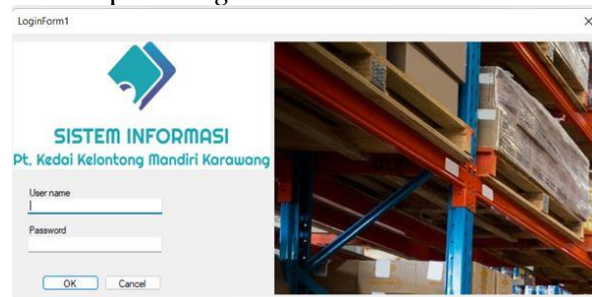 LoginForm1
SISTEM INFORMASI
Pt. Kedai Kelontong Mandiri Karawang
User name
Password
OK
Cancel